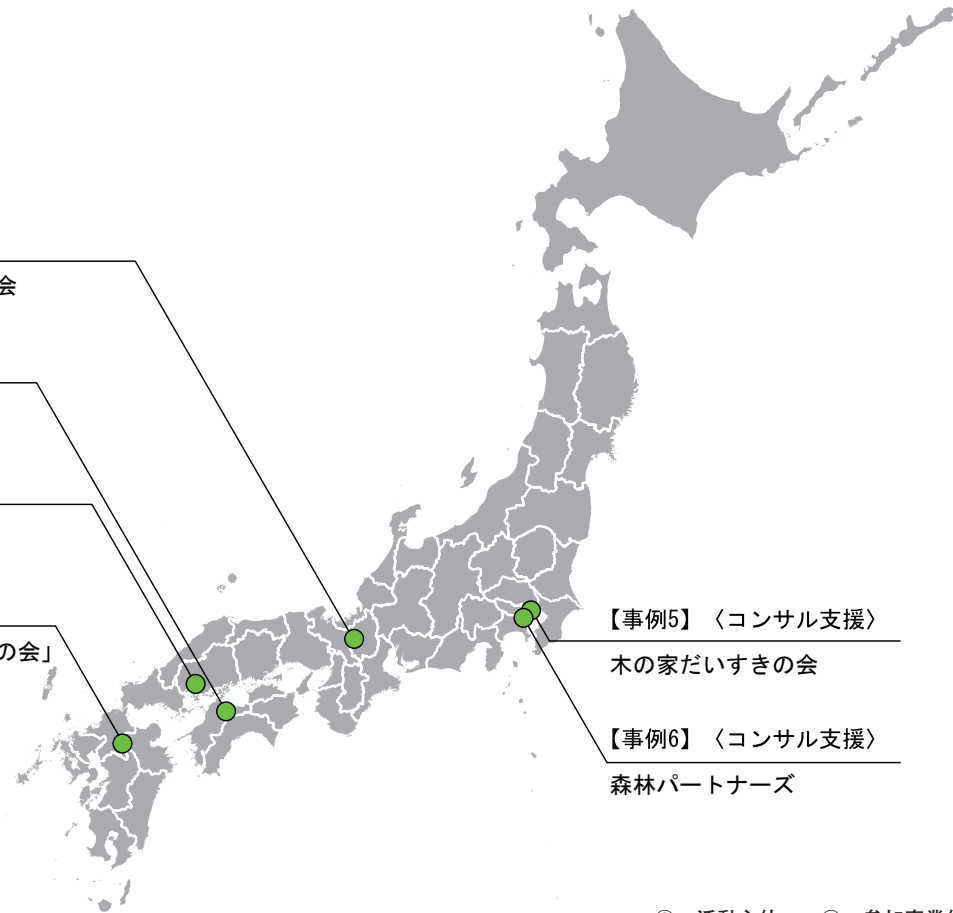 会
の会」
【事例5】〈コンサル支援〉
木の家だいすきの会
【事例6】〈コンサル支援〉
森林パートナーズ